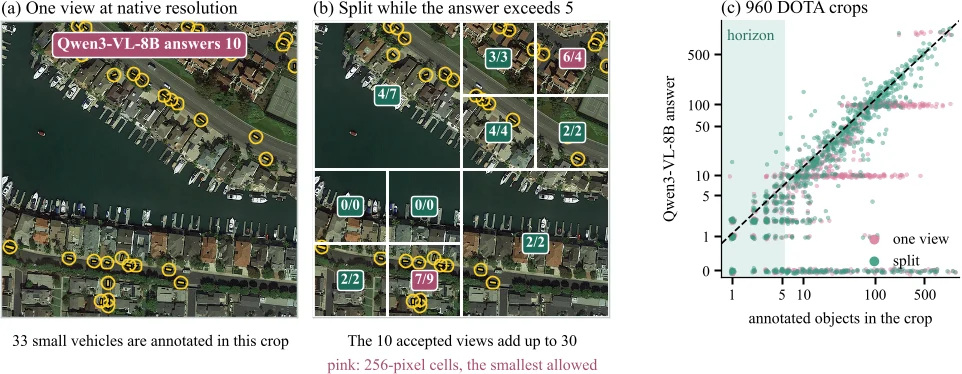 (a) One view at native resolution
Qwen3-VL-8B answers 10
33 small vehicles are annotated in this crop
(b) Split while the answer exceeds 5
3/3
6/4
4/7
4/4
2/2
0/0
0/0
2/2
2/2
7/9
The 10 accepted views add up to 30
pink: 256-pixel cells, the smallest allowed
(c) 960 DOTA crops
horizon
Qwen3-VL-8B answer
500
100
50
10
5
1
0
one view
split
1
5
10
100
500
annotated objects in the crop